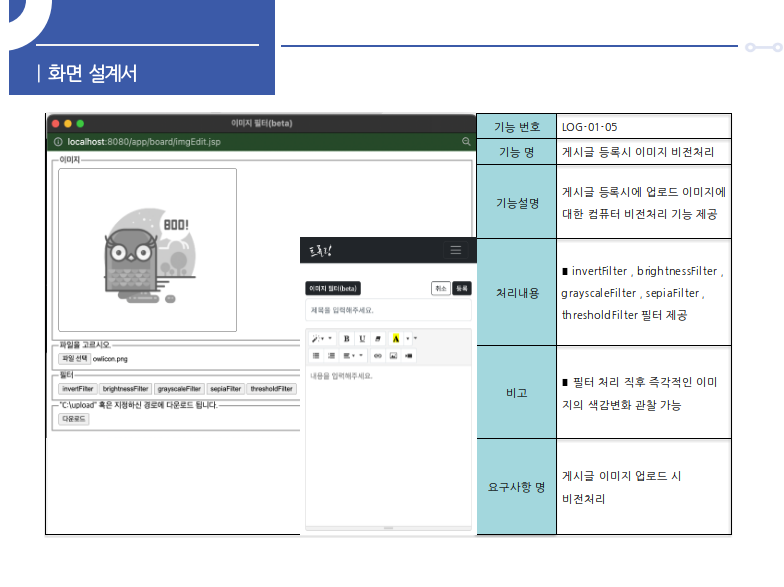 | 화면 설계서
이미지 필터(beta)
localhost:8080/app/board/imgEdit.jsp
이미지
BOO!
파일을 고르시오.
파일 선택 owlicon.png
필터
invertFilter brightnessFilter grayscaleFilter sepiaFilter thresholdFilter
"C:\upload" 혹은 지정하신 경로에 다운로드 됩니다.
다운로드
이미지 필터(beta) 취소 등록
제목을 입력해주세요.
B U A
내용을 입력해주세요.
기능 번호 LOG-01-05
기능 명 게시글 등록시 이미지 비전처리
기능설명 게시글 등록시에 업로드 이미지에
대한 컴퓨터 비전처리 기능 제공
처리내용 ∎ invertFilter , brightnessFilter ,
grayscaleFilter , sepiaFilter ,
thresholdFilter 필터 제공
비고 ∎ 필터 처리 직후 즉각적인 이미
지의 색감변화 관찰 가능
요구사항 명 게시글 이미지 업로드 시
비전처리